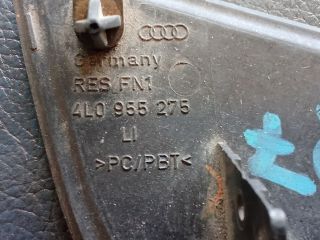 Germany
RES/FN1
4L0 955 275
LI
>PC/PBT<